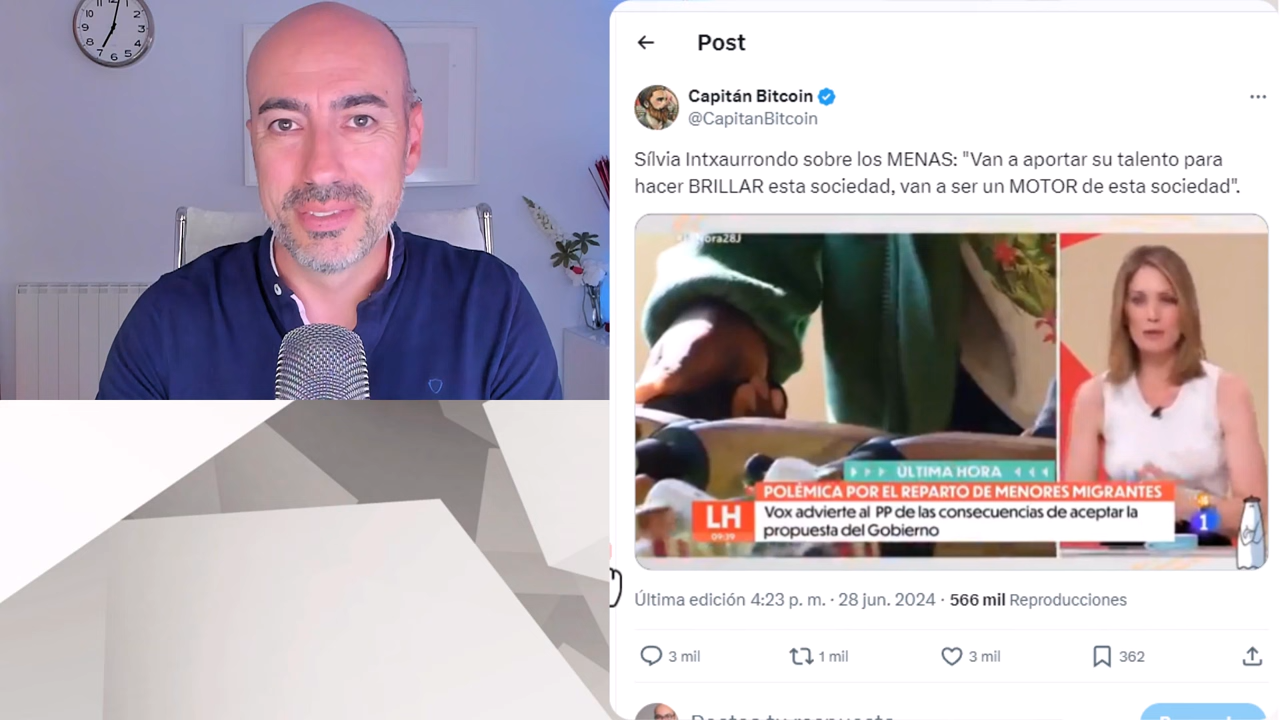 Post
Capitán Bitcoin
@CapitanBitcoin
Sílvia Intxaurrondo sobre los MENAS: "Van a aportar su talento para
hacer BRILLAR esta sociedad, van a ser un MOTOR de esta sociedad".
ÚLTIMA HORA
POLÉMICA POR EL REPARTO DE MENORES MIGRANTES
LH
09:39
Vox advierte al PP de las consecuencias de aceptar la
propuesta del Gobierno
1
Última edición 4:23 p. m. · 28 jun. 2024 · 566 mil Reproducciones
3 mil
1 mil
3 mil
362